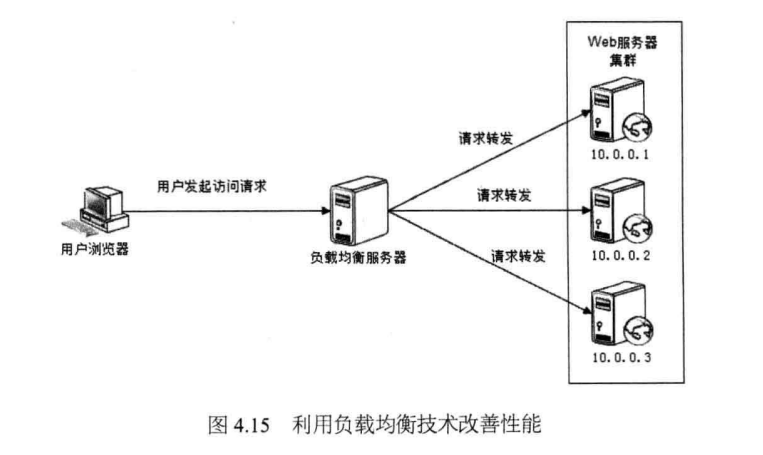 Web服务器
集群
请求转发
10.0.0.1
用户发起访问请求
请求转发
用户浏览器
负载均衡服务器
10.0.0.2
请求转发
10.0.0.3
图 4.15 利用负载均衡技术改善性能